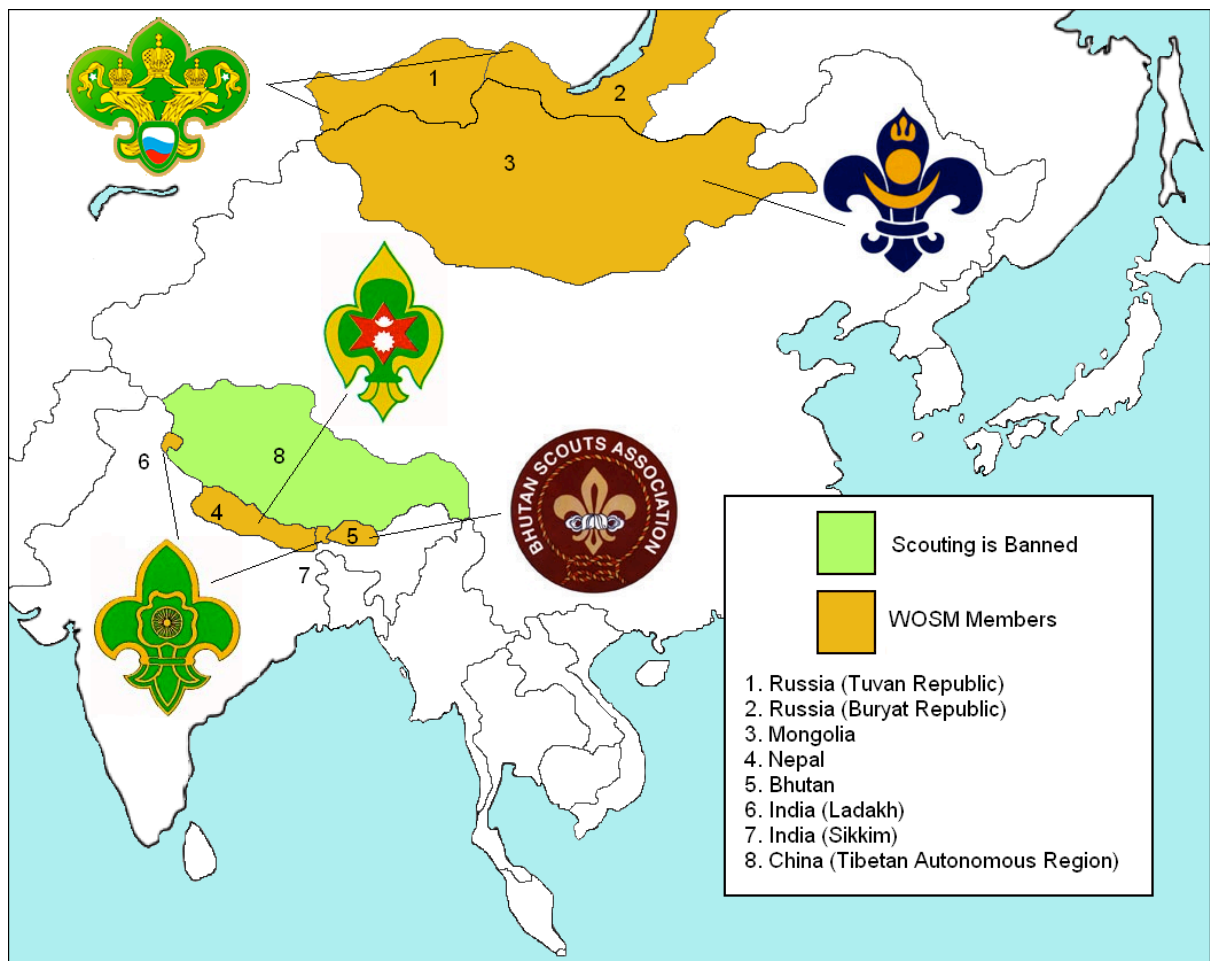 1
2
3
6
8
4
5
7
BHUTAN SCOUTS ASSOCIATION
Scouting is Banned
WOSM Members
1. Russia (Tuvan Republic)
2. Russia (Buryat Republic)
3. Mongolia
4. Nepal
5. Bhutan
6. India (Ladakh)
7. India (Sikkim)
8. China (Tibetan Autonomous Region)